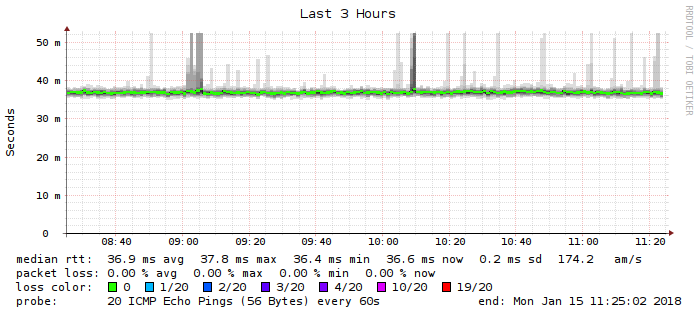 Last 3 Hours
RRDTOOL / TOBI OETIKER
Seconds
50 m
40 m
30 m
20 m
10 m
0
08:40 09:00 09:20 09:40 10:00 10:20 10:40 11:00 11:20
median rtt: 36.9 ms avg 37.8 ms max 36.4 ms min 36.6 ms now 0.2 ms sd 174.2 am/s
packet loss: 0.00 % avg 0.00 % max 0.00 % min 0.00 % now
loss color: 0 1/20 2/20 3/20 4/20 10/20 19/20
probe: 20 ICMP Echo Pings (56 Bytes) every 60s end: Mon Jan 15 11:25:02 2018